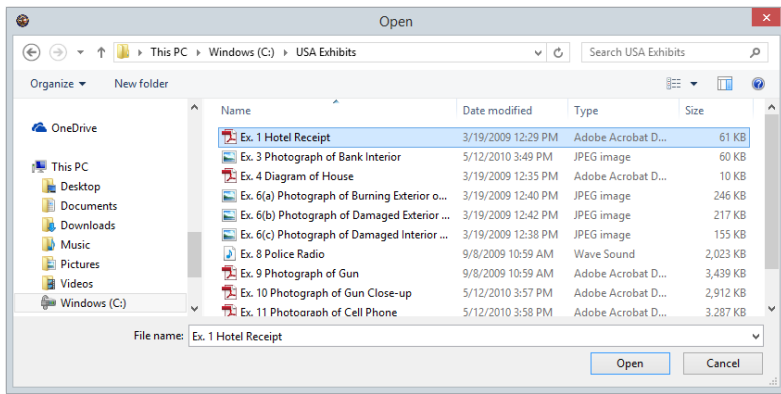 Open
This PC Windows (C:) USA Exhibits Search USA Exhibits
Organize New folder
Name Date modified Type Size
OneDrive
This PC
Desktop
Documents
Downloads
Music
Pictures
Videos
Windows (C:)
Ex. 1 Hotel Receipt 3/19/2009 12:29 PM Adobe Acrobat D... 61 KB
Ex. 3 Photograph of Bank Interior 5/12/2010 3:49 PM JPEG image 60 KB
Ex. 4 Diagram of House 3/19/2009 12:35 PM Adobe Acrobat D... 10 KB
Ex. 6(a) Photograph of Burning Exterior o... 3/19/2009 12:40 PM JPEG image 246 KB
Ex. 6(b) Photograph of Damaged Exterior ... 3/19/2009 12:42 PM JPEG image 217 KB
Ex. 6(c) Photograph of Damaged Interior ... 3/19/2009 12:38 PM JPEG image 155 KB
Ex. 8 Police Radio 9/8/2009 10:59 AM Wave Sound 2,023 KB
Ex. 9 Photograph of Gun 9/8/2009 10:59 AM Adobe Acrobat D... 3,439 KB
Ex. 10 Photograph of Gun Close-up 5/12/2010 3:57 PM Adobe Acrobat D... 2,912 KB
Ex. 11 Photograph of Cell Phone 5/12/2010 3:58 PM Adobe Acrobat D... 3,287 KB
File name: Ex. 1 Hotel Receipt
Open Cancel